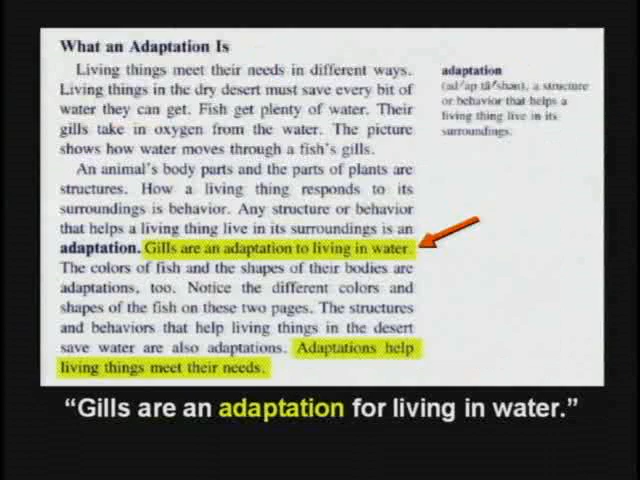 What an Adaptation Is
Living things meet their needs in different ways.
Living things in the dry desert must save every bit of
water they can get. Fish get plenty of water. Their
gills take in oxygen from the water. The picture
shows how water moves through a fish's gills.
An animal's body parts and the parts of plants are
structures. How a living thing responds to its
surroundings is behavior. Any structure or behavior
that helps a living thing live in its surroundings is an
adaptation. Gills are an adaptation to living in water.
The colors of fish and the shapes of their bodies are
adaptations, too. Notice the different colors and
shapes of the fish on these two pages. The structures
and behaviors that help living things in the desert
save water are also adaptations. Adaptations help
living things meet their needs.
adaptation
a structure
or behavior that helps a
living thing live in its
surroundings.
“Gills are an adaptation for living in water.”